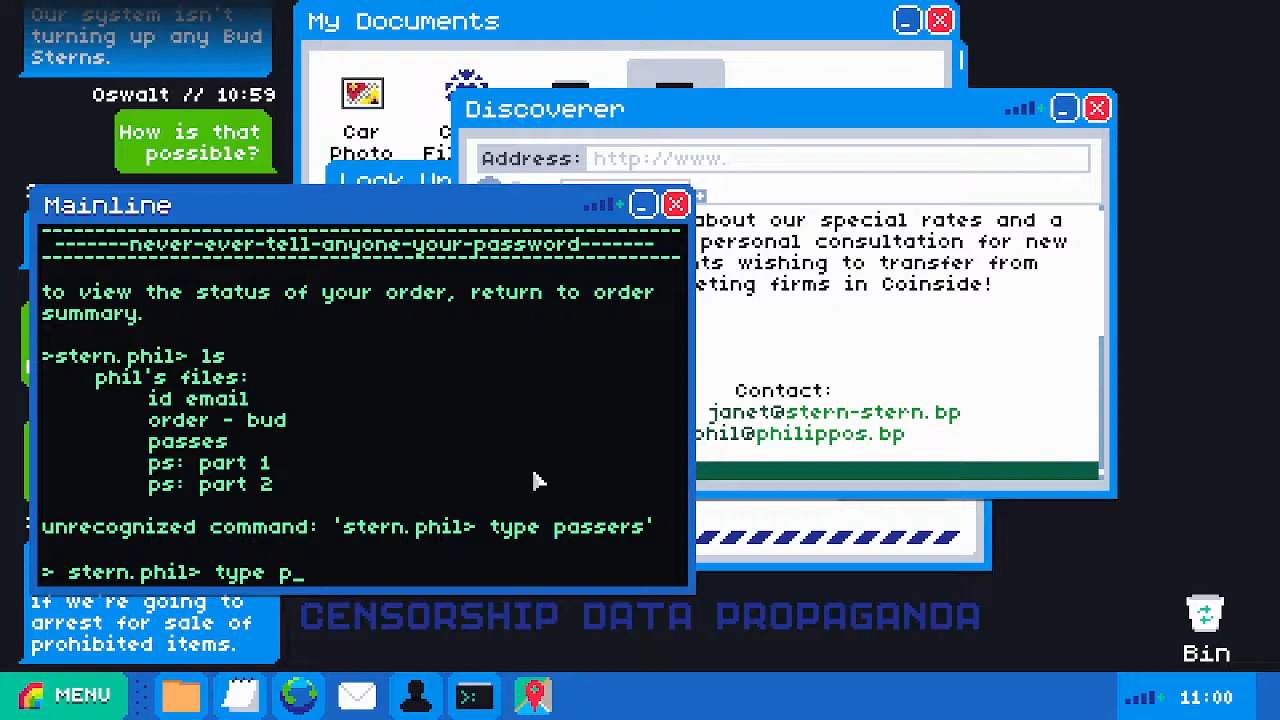 Our system isn't
turning up any Bud
Sterns.
Oswalt // 10:59
How is that
possible?
if we're going to
arrest for sale of
prohibited items.
My Documents
Car
Photo
Look Up
Discoverer
Address: http://www.
about our special rates and a
personal consultation for new
wishing to transfer from
firms in Coinside!
Contact:
janet@stern-stern.bp
phil@philippos.bp
Mainline
-------never-ever-tell-anyone-your-password-------
to view the status of your order, return to order
summary.
>stern.phil> ls
phil's files:
id email
order - bud
passes
ps: part 1
ps: part 2
unrecognized command: 'stern.phil> type passers'
> stern.phil> type p_
CENSORSHIP DATA PROPAGANDA
Bin
MENU
11:00